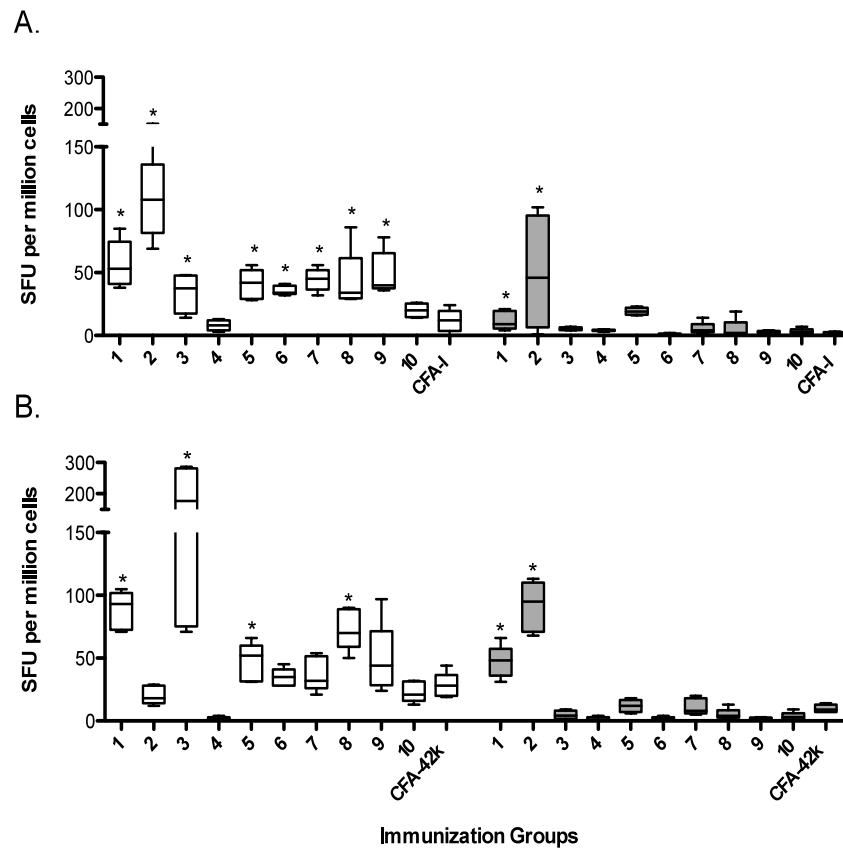 A.
300
200
150
100
50
0
SFU per million cells
* * * * * * * * * *
1 2 3 4 5 6 7 8 9 10 CFA-I 1 2 3 4 5 6 7 8 9 10 CFA-I
B.
300
200
150
100
50
0
SFU per million cells
* * * * * *
1 2 3 4 5 6 7 8 9 10 CFA-42k 1 2 3 4 5 6 7 8 9 10 CFA-42k
Immunization Groups